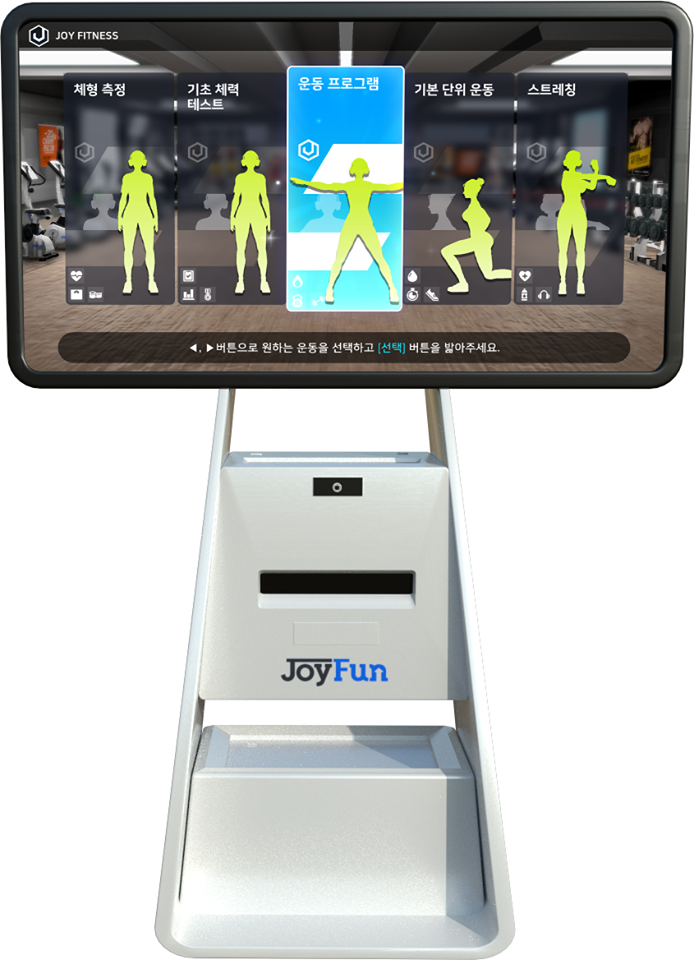 JOY FITNESS
체형 측정
기초 체력
테스트
운동 프로그램
기본 단위 운동
스트레칭
◀, ▶버튼으로 원하는 운동을 선택하고 [선택] 버튼을 밟아주세요.
JoyFun